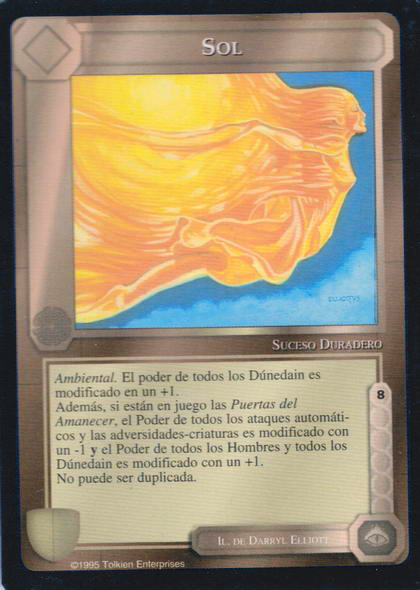 SOL
ELLIOTT 93
SUCESO DURADERO
Ambiental. El poder de todos los Dúnedain es
modificado en un +1.
Además, si están en juego las Puertas del
Amanecer, el Poder de todos los ataques automáti-
cos y las adversidades-criaturas es modificado con
un -1 y el Poder de todos los Hombres y todos los
Dúnedain es modificado con un +1.
No puede ser duplicada.
8
IL. DE DARRYL ELLIOTT
©1995 Tolkien Enterprises